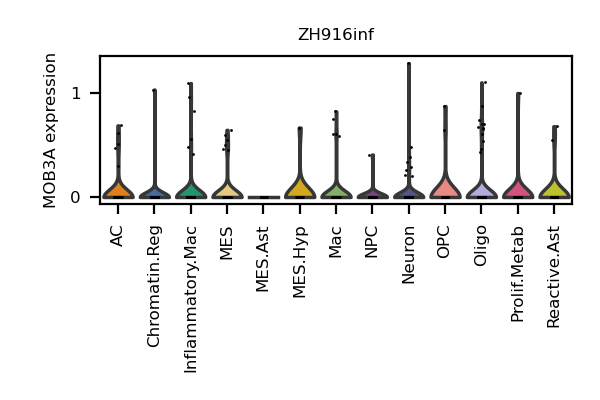 ZH916inf
MOB3A expression
1
0
AC
Chromatin.Reg
Inflammatory.Mac
MES
MES.Ast
MES.Hyp
Mac
NPC
Neuron
OPC
Oligo
Prolif.Metab
Reactive.Ast